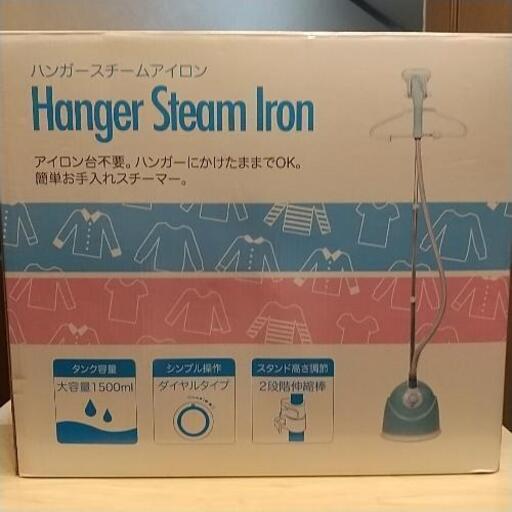 ハンガースチームアイロン
Hanger Steam Iron
アイロン台不要。ハンガーにかけたままでOK。
簡単お手入れスチーマー。
タンク容量
大容量1500ml
シンプル操作
ダイヤルタイプ
スタンド高さ調節
2段階伸縮棒